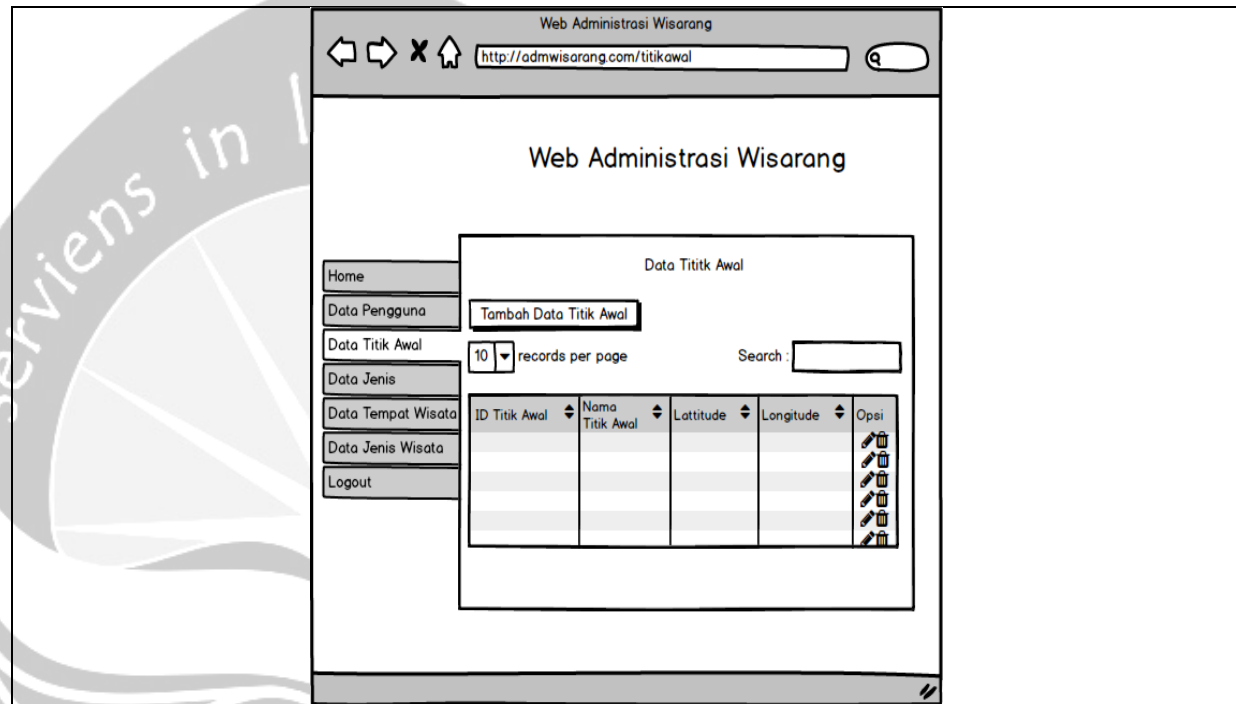 Web Administrasi Wisarang
http://admwisarang.com/titikawal
serviens in l
Web Administrasi Wisarang
Data Tititk Awal
Home
Data Pengguna
Data Titik Awal
Data Jenis
Data Tempat Wisata
Data Jenis Wisata
Logout
Tambah Data Titik Awal
10 records per page
Search :
ID Titik Awal
Nama
Titik Awal
Lattitude
Longitude
Opsi